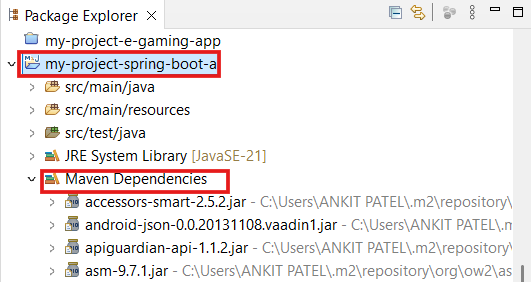 Package Explorer
my-project-e-gaming-app
my-project-spring-boot-a
src/main/java
src/main/resources
src/test/java
JRE System Library [JavaSE-21]
Maven Dependencies
accessors-smart-2.5.2.jar - C:\Users\ANKIT PATEL\.m2\repository\
android-json-0.0.20131108.vaadin1.jar - C:\Users\ANKIT
apiguardian-api-1.1.2.jar - C:\Users\ANKIT PATEL\.m2\repository\
asm-9.7.1.jar - C:\Users\ANKIT PATEL\.m2\repository\org\ow2\as